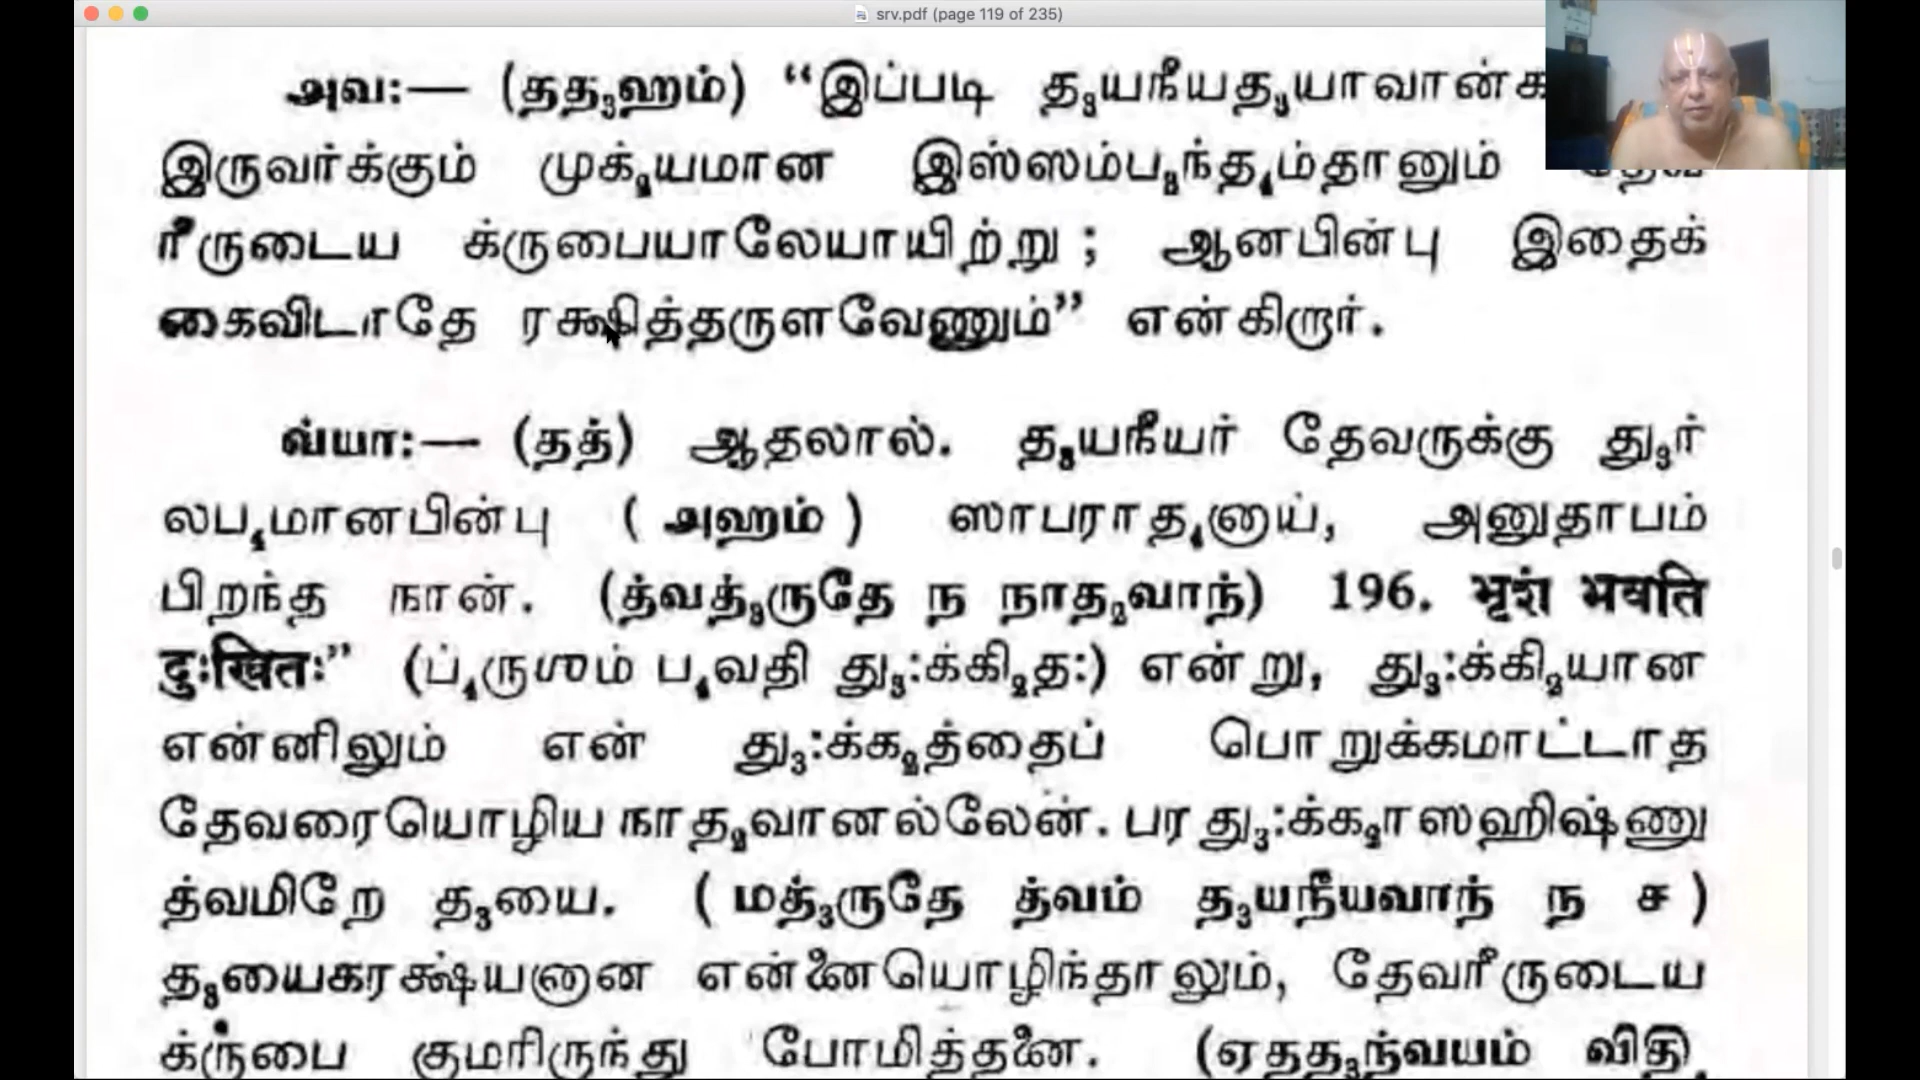 srv.pdf (page 119 of 235)
அவ:— (தத₃ஹம்) “இப்படி த₃யநீயத₃யாவான்க
இருவர்க்கும் முக்₂யமான இஸ்ஸம்ப₃ந்த₄ம்தானும்
ரீருடைய க்ருபையாலேயாயிற்று ; ஆனபின்பு இதைக்
கைவிடாதே ரக்ஷித்தருளவேணும்” என்கிறார்.
வ்யா:— (தத்) ஆதலால். த₃யநீயர் தேவருக்கு து₃ர்
லப₄மானபின்பு ( அஹம் ) ஸாபராத₄னாய், அனுதாபம்
பிறந்த நான். (த்வத்₃ருதே ந நாத₂வாந்) 196. भृशं भवति
दुःखितः” (ப்₄ருஶம் ப₄வதி து₃:க்கி₂த:) என்று, து₃:க்கி₂யான
என்னிலும் என் து₃:க்க₂த்தைப் பொறுக்கமாட்டாத
தேவரையொழிய நாத₂வானல்லேன். பர து₃:க்க₂ாஸஹிஷ்ணு
த்வமிறே த₃யை. ( மத்₃ருதே த்வம் த₃யநீயவாந் ந ச )
த₃யைகரக்ஷ்யனான என்னையொழிந்தாலும், தேவரீருடைய
க்ருபை குமரிருந்து போமித்தனை. (ஏதத₃ந்வயம் விதி